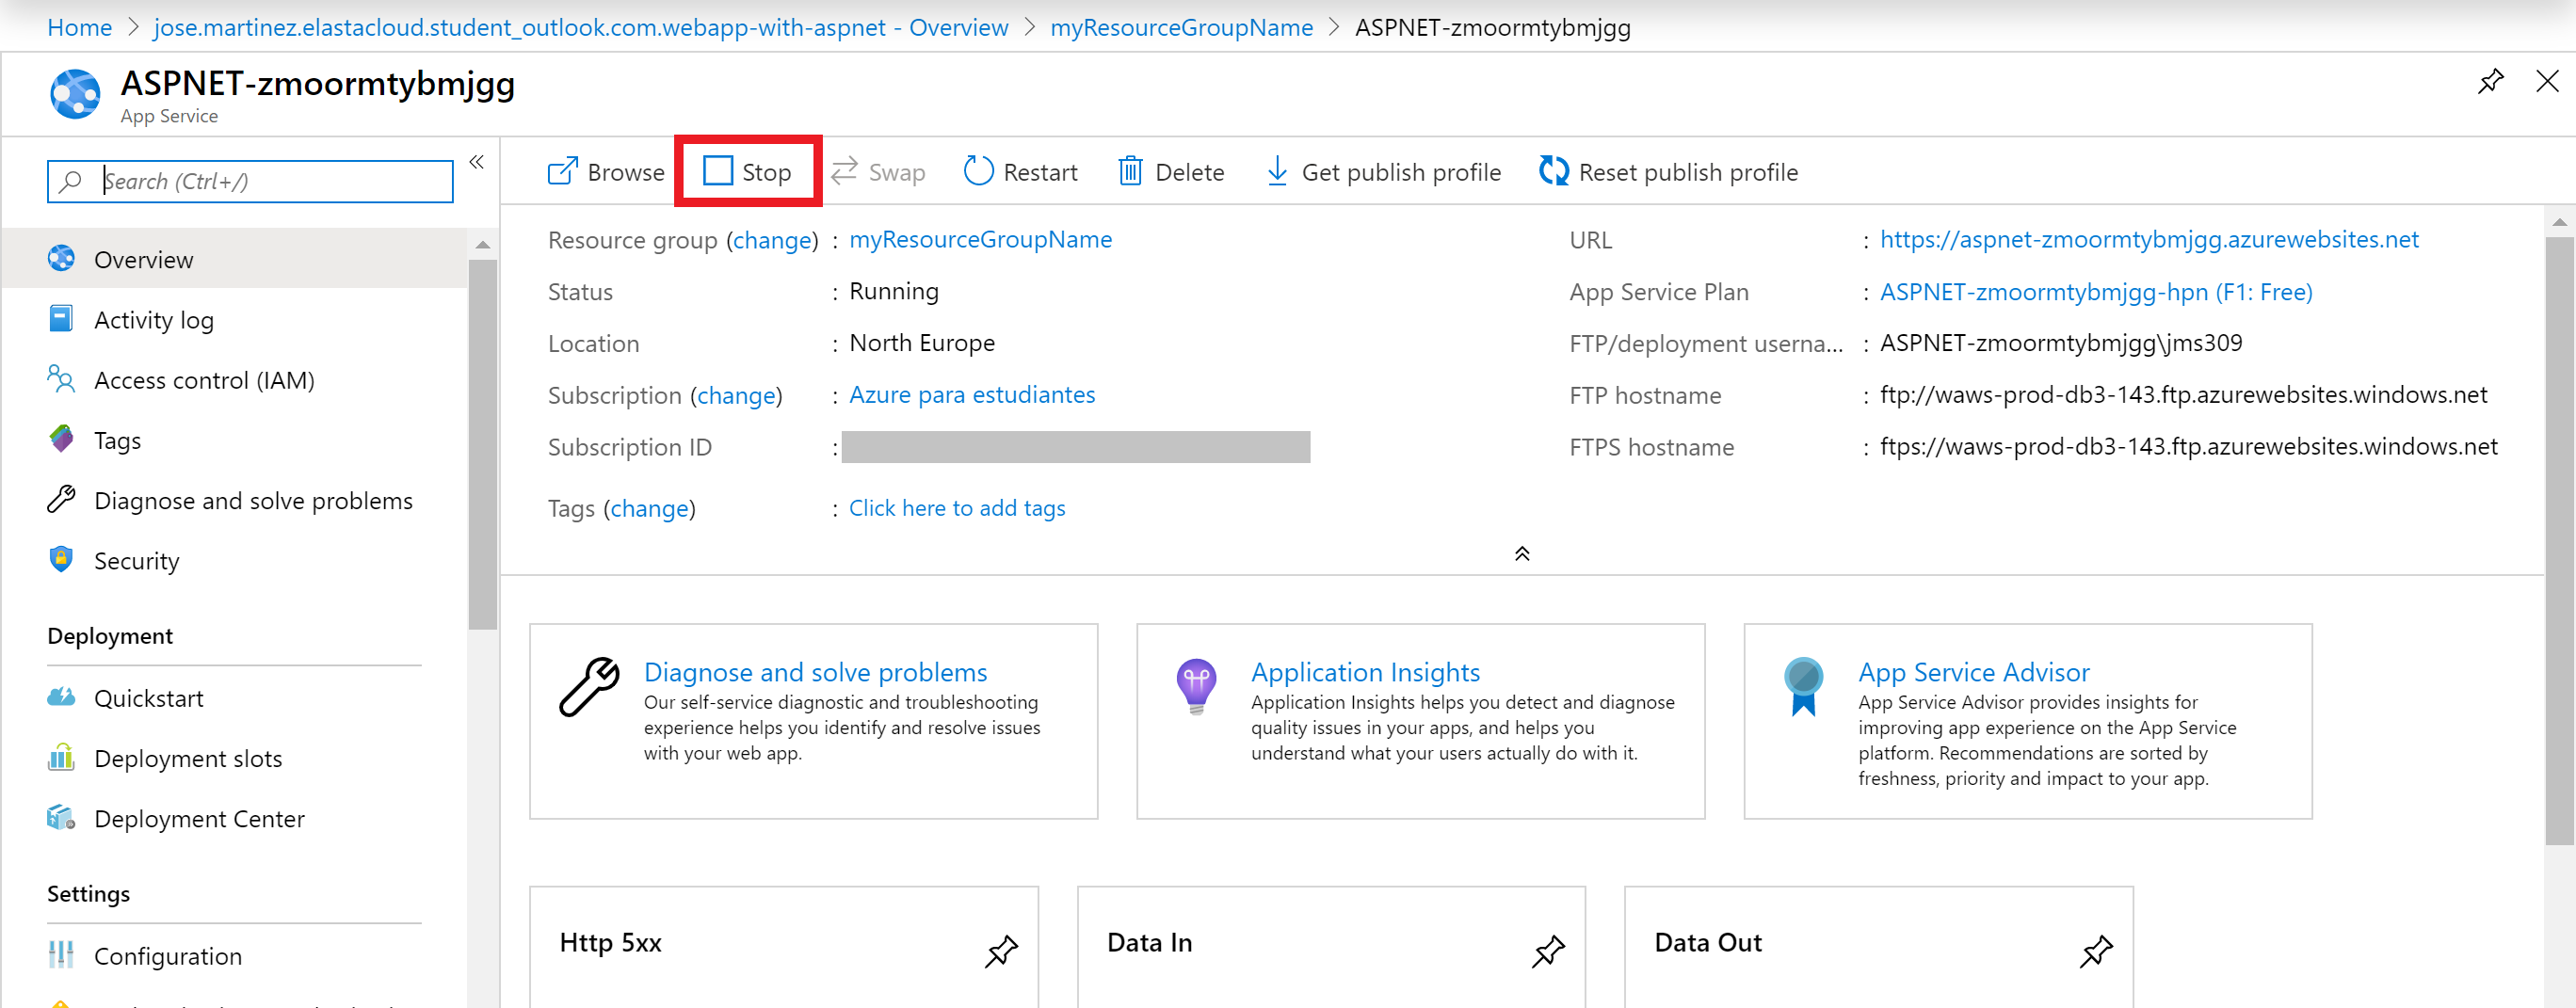 Home > jose.martinez.elastacloud.student_outlook.com.webapp-with-aspnet - Overview > myResourceGroupName > ASPNET-zmoormtybmjgg
ASPNET-zmoormtybmjgg
App Service
Search (Ctrl+/)
Overview
Activity log
Access control (IAM)
Tags
Diagnose and solve problems
Security
Deployment
Quickstart
Deployment slots
Deployment Center
Settings
Configuration
Browse Stop Swap Restart Delete Get publish profile Reset publish profile
Resource group (change) : myResourceGroupName
Status : Running
Location : North Europe
Subscription (change) : Azure para estudiantes
Subscription ID :
Tags (change) : Click here to add tags
URL : https://aspnet-zmoormtybmjgg.azurewebsites.net
App Service Plan : ASPNET-zmoormtybmjgg-hpn (F1: Free)
FTP/deployment userna... : ASPNET-zmoormtybmjgg\jms309
FTP hostname : ftp://waws-prod-db3-143.ftp.azurewebsites.windows.net
FTPS hostname : ftps://waws-prod-db3-143.ftp.azurewebsites.windows.net
Diagnose and solve problems
Our self-service diagnostic and troubleshooting
experience helps you identify and resolve issues
with your web app.
Application Insights
Application Insights helps you detect and diagnose
quality issues in your apps, and helps you
understand what your users actually do with it.
App Service Advisor
App Service Advisor provides insights for
improving app experience on the App Service
platform. Recommendations are sorted by
freshness, priority and impact to your app.
Http 5xx
Data In
Data Out